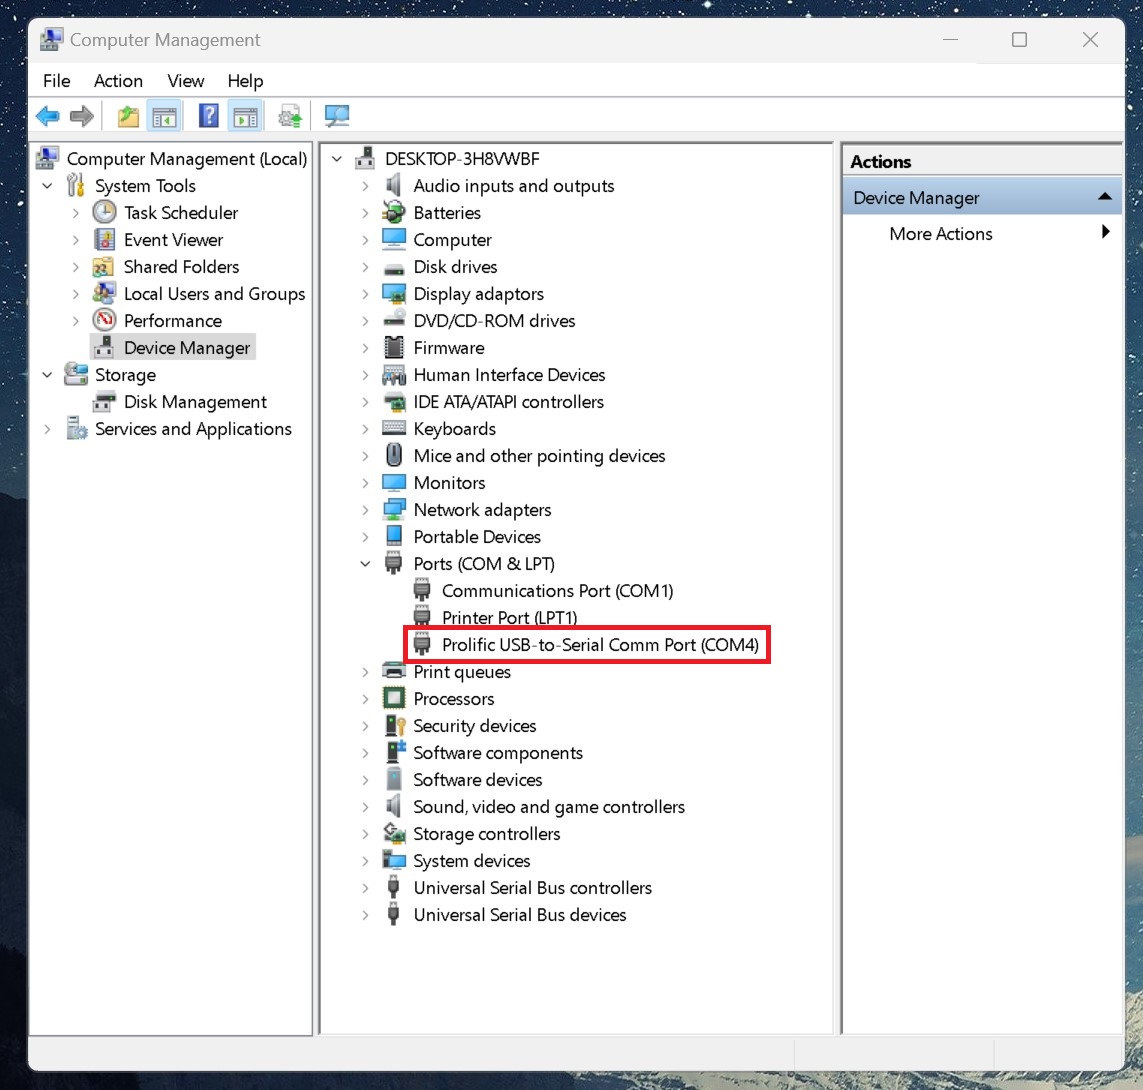 Computer Management
File Action View Help
Computer Management (Local)
System Tools
Task Scheduler
Event Viewer
Shared Folders
Local Users and Groups
Performance
Device Manager
Storage
Disk Management
Services and Applications
DESKTOP-3H8VWBF
Audio inputs and outputs
Batteries
Computer
Disk drives
Display adaptors
DVD/CD-ROM drives
Firmware
Human Interface Devices
IDE ATA/ATAPI controllers
Keyboards
Mice and other pointing devices
Monitors
Network adapters
Portable Devices
Ports (COM & LPT)
Communications Port (COM1)
Printer Port (LPT1)
Prolific USB-to-Serial Comm Port (COM4)
Print queues
Processors
Security devices
Software components
Software devices
Sound, video and game controllers
Storage controllers
System devices
Universal Serial Bus controllers
Universal Serial Bus devices
Actions
Device Manager
More Actions